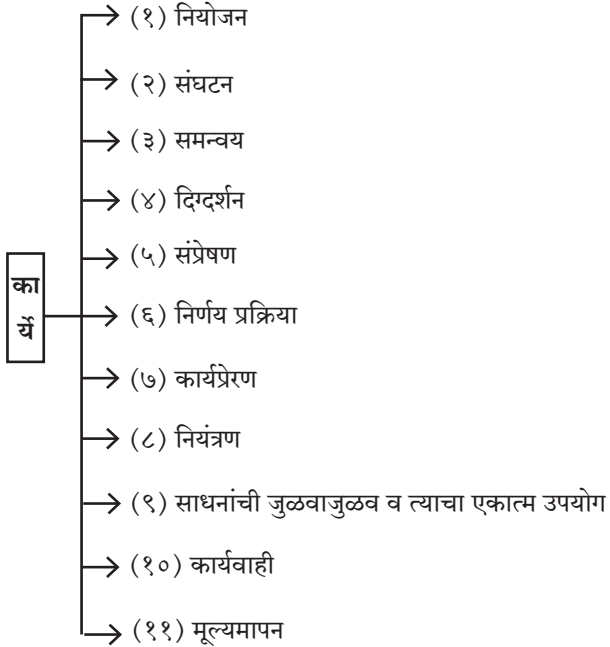 (१) नियोजन
(२) संघटन
(३) समन्वय
(४) दिग्दर्शन
(५) संप्रेषण
का
र्ये
(६) निर्णय प्रक्रिया
(७) कार्यप्रेरण
(८) नियंत्रण
(९) साधनांची जुळवाजुळव व त्याचा एकात्म उपयोग
(१०) कार्यवाही
(११) मूल्यमापन